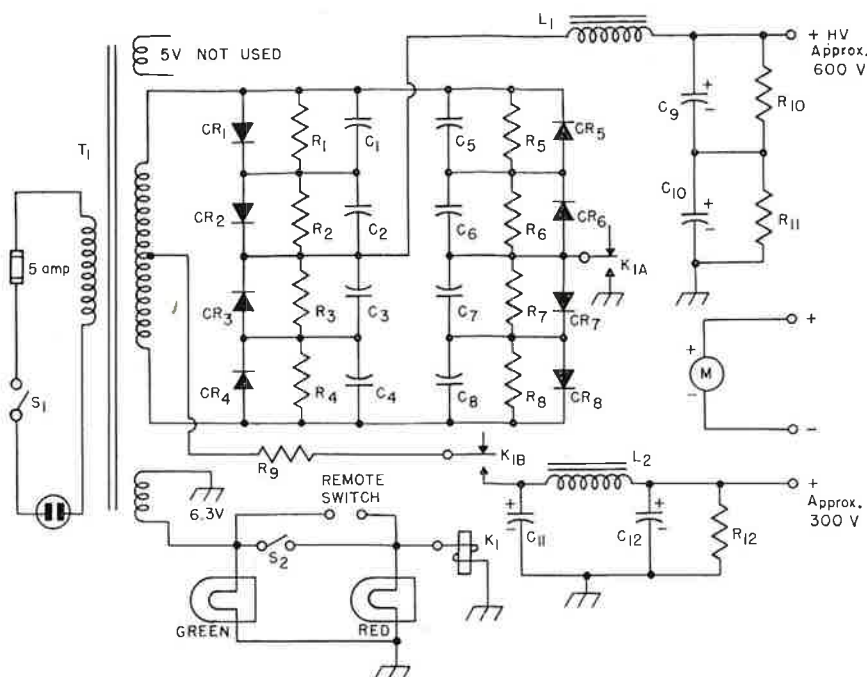 5V NOT USED
T1
5 amp
S1
CR1
R1
C1
C5
R5
CR5
CR2
R2
C2
C6
R6
CR6
K1A
CR3
R3
C3
C7
R7
CR7
CR4
R4
C4
C8
R8
CR8
L1
+ HV
Approx.
600 V
+
-
C9
R10
C10
+
-
R11
+
+
M
-
-
R9
K1B
6.3V
REMOTE
SWITCH
S2
K1
GREEN
RED
L2
+
-
C11
+
-
C12
R12
+
Approx.
300 V